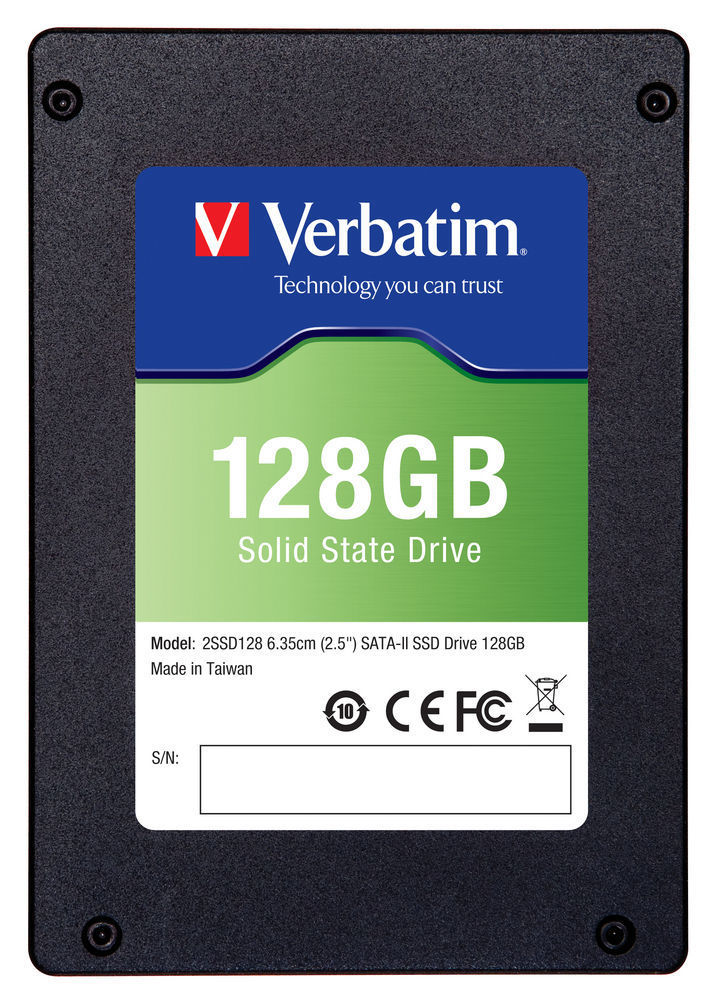 V Verbatim®
Technology you can trust
128GB
Solid State Drive
Model: 2SSD128 6.35cm (2.5") SATA-II SSD Drive 128GB
Made in Taiwan
10 CE FC
S/N: